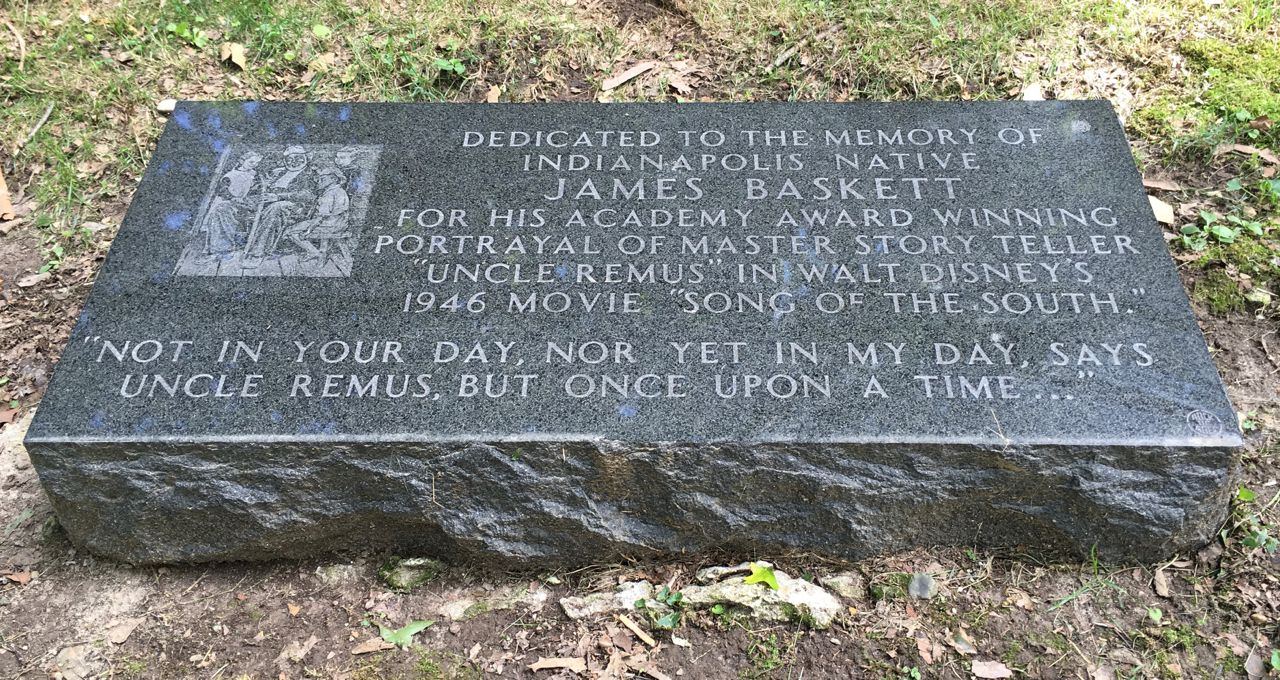 DEDICATED TO THE MEMORY OF
INDIANAPOLIS NATIVE
JAMES BASKETT
FOR HIS ACADEMY AWARD WINNING
PORTRAYAL OF MASTER STORY TELLER
"UNCLE REMUS" IN WALT DISNEY'S
1946 MOVIE "SONG OF THE SOUTH."
"NOT IN YOUR DAY, NOR YET IN MY DAY, SAYS
UNCLE REMUS, BUT ONCE UPON A TIME..."